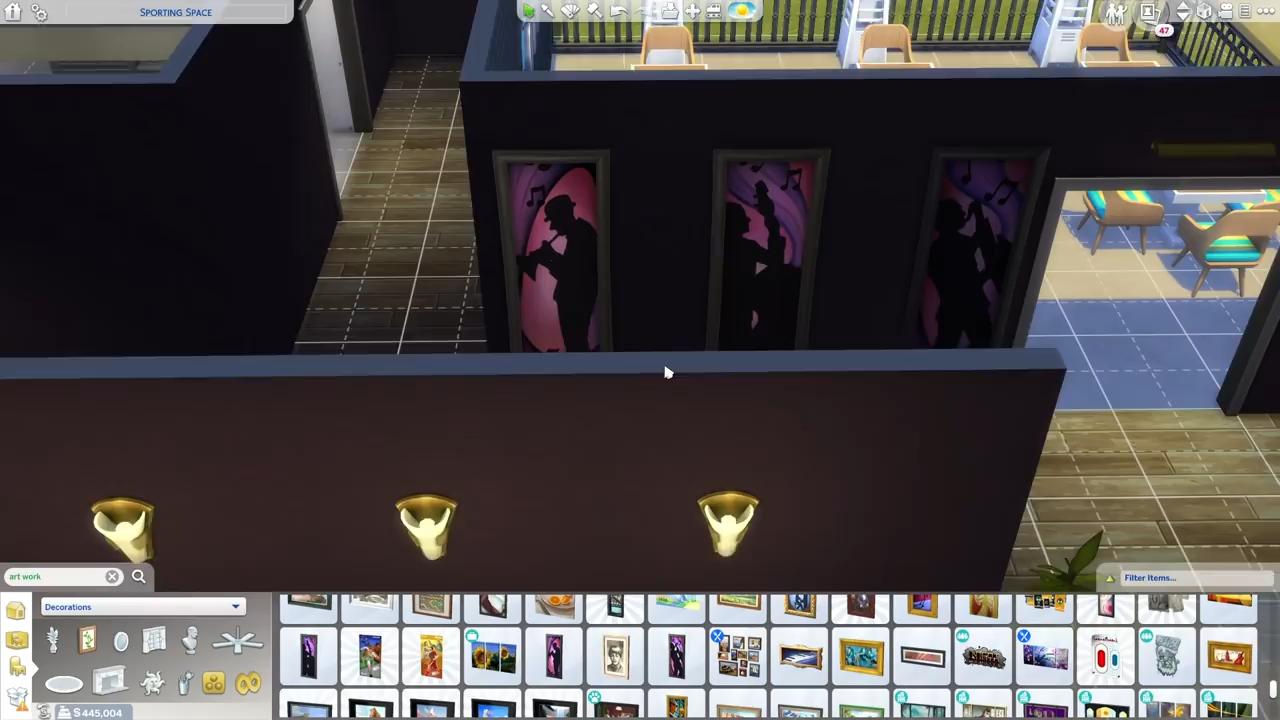 SPORTING SPACE
47
art work
Filter Items...
Decorations
§445,004